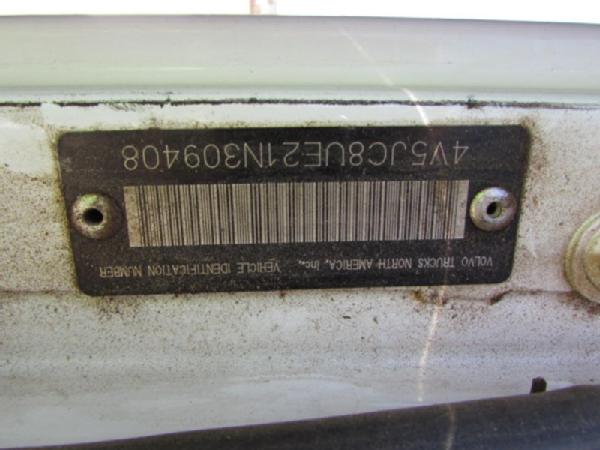 VOLVO TRUCKS NORTH AMERICA, Inc., VEHICLE IDENTIFICATION NUMBER
4V5JC8UE21N309408